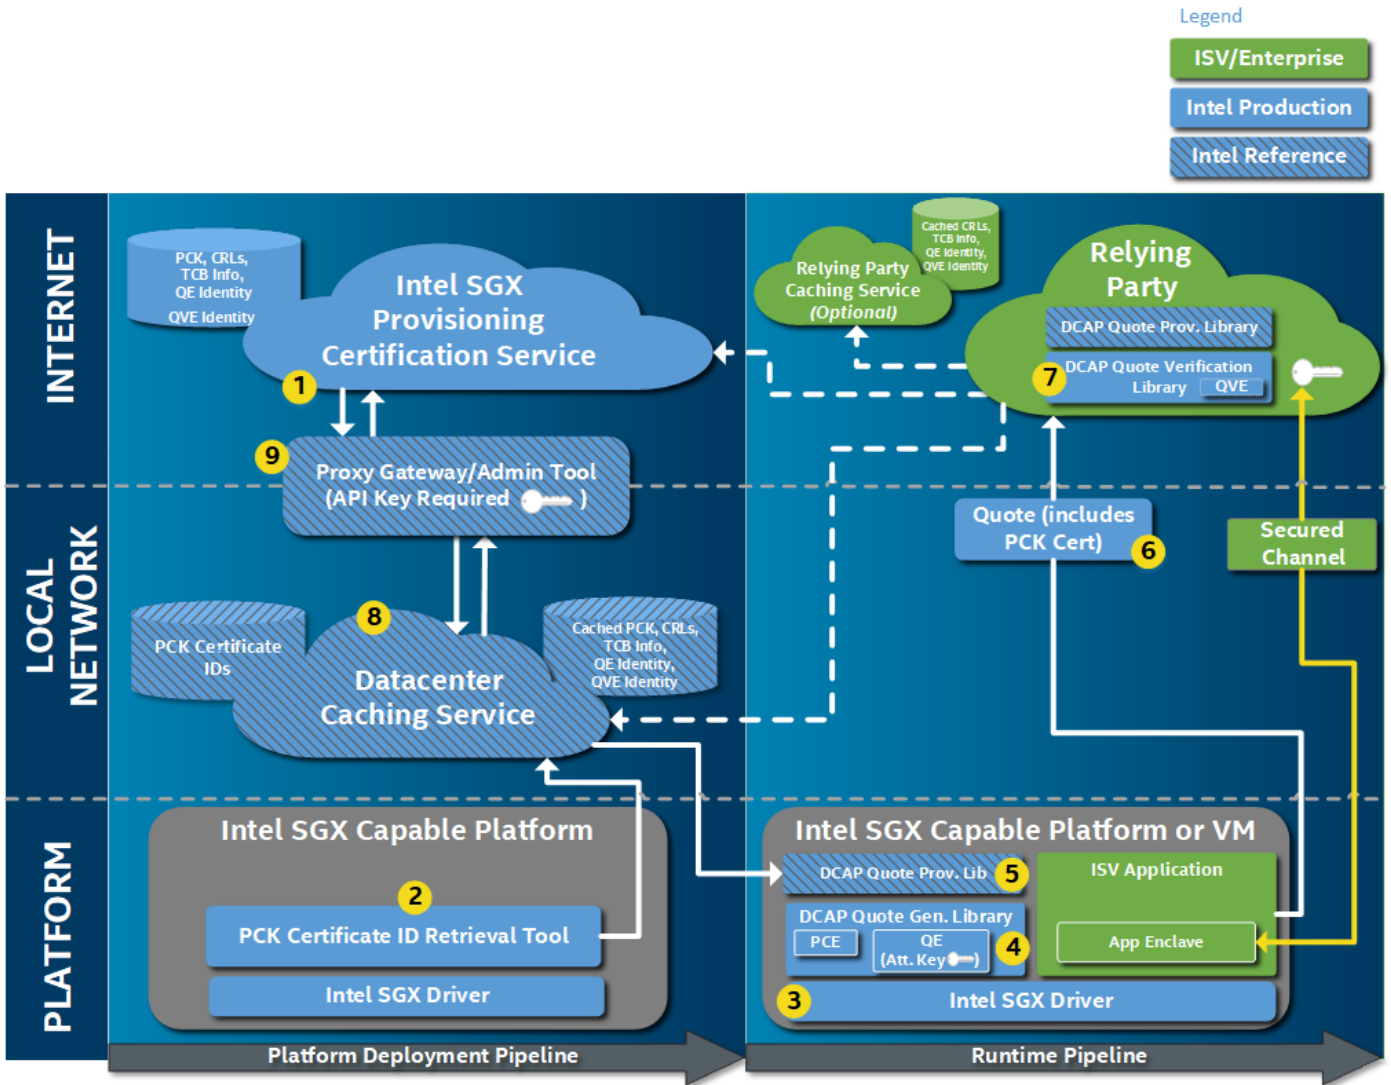 Legend
ISV/Enterprise
Intel Production
Intel Reference
INTERNET
PCK, CRLs,
TCB Info,
QE Identity
QVE Identity
Intel SGX
Provisioning
Certification Service
1
9
Proxy Gateway/Admin Tool
(API Key Required )
Cached CRLs,
TCB Info,
QE Identity,
QVE Identity
Relying Party
Caching Service
(Optional)
Relying
Party
DCAP Quote Prov. Library
7
DCAP Quote Verification
Library
QVE
LOCAL
NETWORK
8
PCK Certificate
IDs
Cached PCK, CRLs,
TCB Info,
QE Identity,
QVE Identity
Datacenter
Caching Service
Quote (includes
PCK Cert)
6
Secured
Channel
PLATFORM
Intel SGX Capable Platform
2
PCK Certificate ID Retrieval Tool
Intel SGX Driver
Intel SGX Capable Platform or VM
DCAP Quote Prov. Lib
5
DCAP Quote Gen. Library
PCE
QE
(Att. Key )
4
ISV Application
App Enclave
3
Intel SGX Driver
Platform Deployment Pipeline
Runtime Pipeline